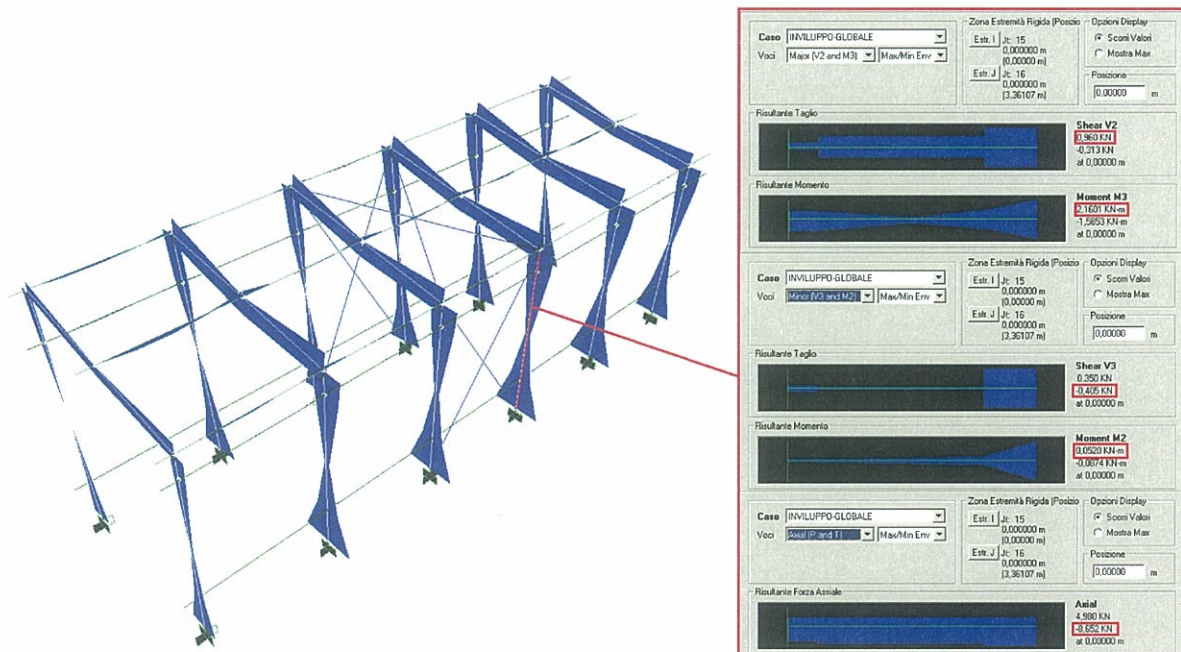 Zona Estremità Rigida (Posizio
Opzioni Display
Caso INVILUPPO-GLOBALE
Estr. I Jt: 15
0,000000 m
(0,00000 m)
Scorri Valori
Voci Major (V2 and M3) Max/Min Env
Mostra Max
Estr. J Jt: 16
0,000000 m
(3,36107 m)
Posizione
0,00000 m
Risultante Taglio
Shear V2
0,960 KN
-0,313 KN
at 0,00000 m
Risultante Momento
Moment M3
2,1601 KN-m
-1,5853 KN-m
at 0,00000 m
Zona Estremità Rigida (Posizio
Opzioni Display
Caso INVILUPPO-GLOBALE
Estr. I Jt: 15
0,000000 m
(0,00000 m)
Scorri Valori
Voci Minor (V3 and M2) Max/Min Env
Mostra Max
Estr. J Jt: 16
0,000000 m
(3,36107 m)
Posizione
0,00000 m
Risultante Taglio
Shear V3
0,350 KN
-0,405 KN
at 0,00000 m
Risultante Momento
Moment M2
0,0520 KN-m
-0,0874 KN-m
at 0,00000 m
Zona Estremità Rigida (Posizio
Opzioni Display
Caso INVILUPPO-GLOBALE
Estr. I Jt: 15
0,000000 m
(0,00000 m)
Scorri Valori
Voci Axial (P and T) Max/Min Env
Mostra Max
Estr. J Jt: 16
0,000000 m
(3,36107 m)
Posizione
0,00000 m
Risultante Forza Assiale
Axial
4,980 KN
-8,652 KN
at 0,00000 m